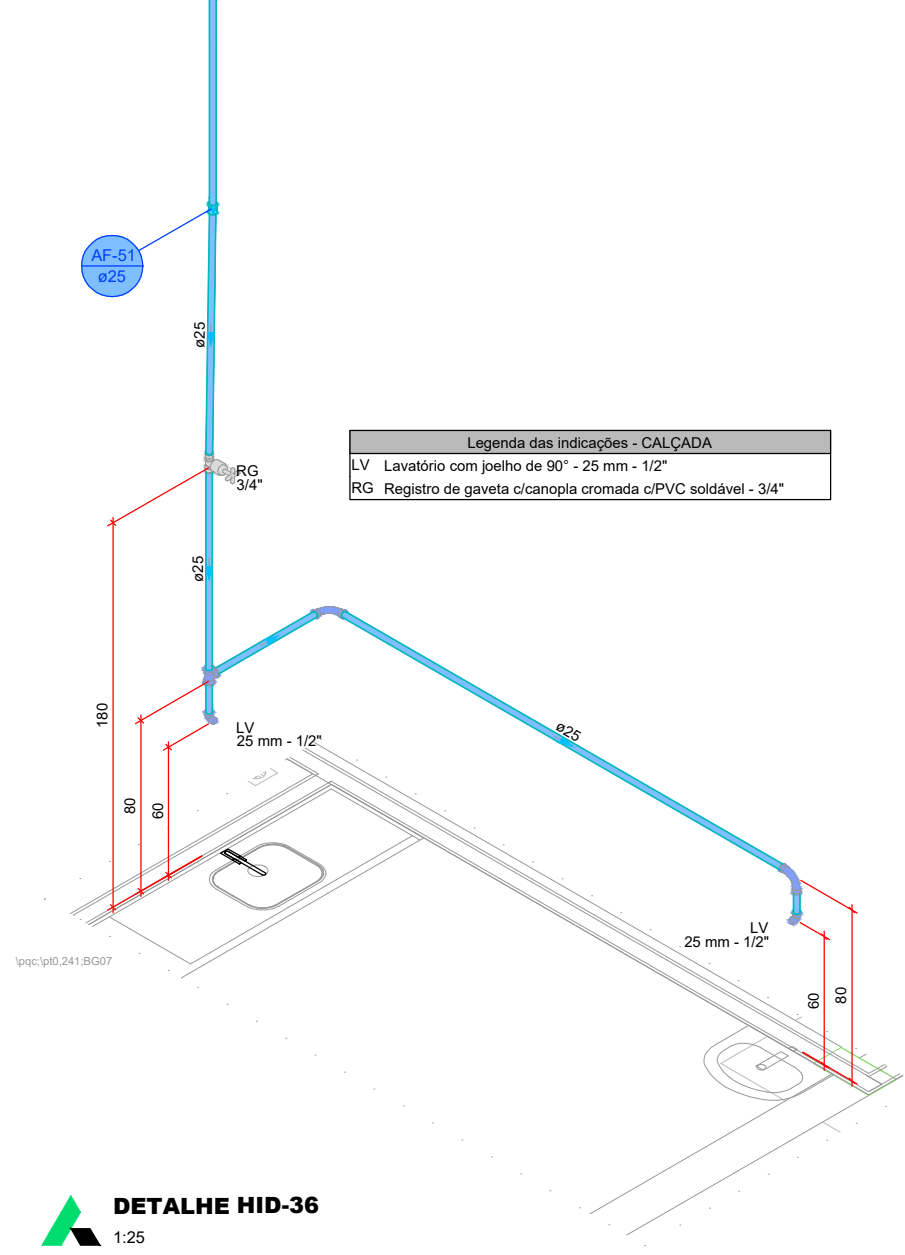 AF-51
ø25
ø25
RG
3/4"
Legenda das indicações - CALÇADA
LV Lavatório com joelho de 90° - 25 mm - 1/2"
RG Registro de gaveta c/canopla cromada c/PVC soldável - 3/4"
ø25
180
80
60
LV
25 mm - 1/2"
ø25
LV
25 mm - 1/2"
60
80
\pqc;\pt0,241;BG07
DETALHE HID-36
1:25